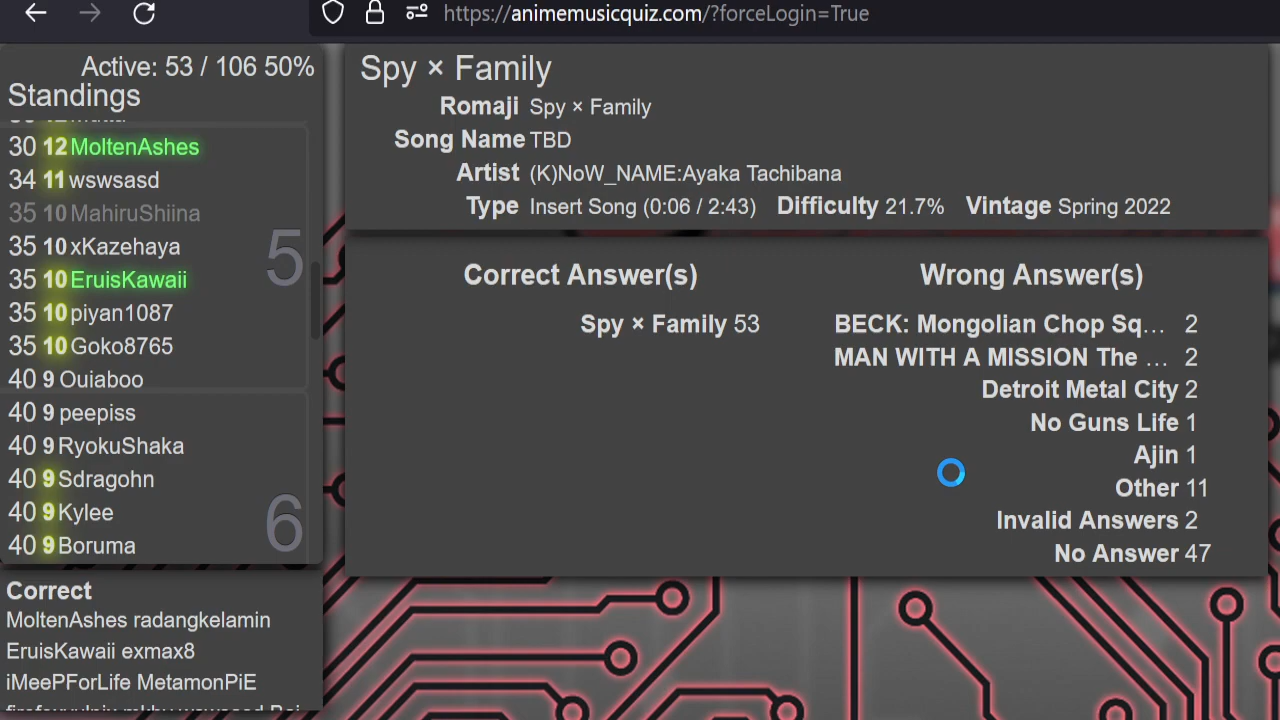 https://animemusicquiz.com/?forceLogin=True
Active: 53 / 106 50%
Standings
30 12 MoltenAshes
34 11 wswsasd
35 10 MahiruShiina
35 10 xKazehaya
5
35 10 EruisKawaii
35 10 piyan1087
35 10 Goko8765
40 9 Ouiaboo
40 9 peepiss
40 9 RyokuShaka
40 9 Sdragohn
40 9 Kylee
6
40 9 Boruma
Correct
MoltenAshes radangkelamin
EruisKawaii exmax8
iMeePForLife MetamonPiE
Spy × Family
Romaji Spy × Family
Song Name TBD
Artist (K)NoW_NAME:Ayaka Tachibana
Type Insert Song (0:06 / 2:43) Difficulty 21.7% Vintage Spring 2022
Correct Answer(s)
Spy × Family 53
Wrong Answer(s)
BECK: Mongolian Chop Sq... 2
MAN WITH A MISSION The ... 2
Detroit Metal City 2
No Guns Life 1
Ajin 1
Other 11
Invalid Answers 2
No Answer 47